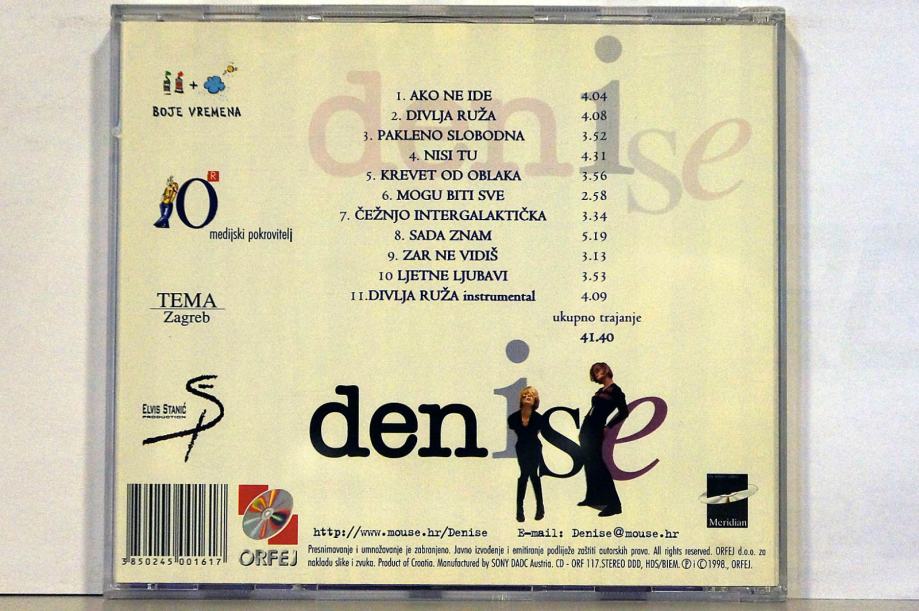 BOJE VREMENA
1. AKO NE IDE 4.04
2. DIVLJA RUŽA 4.08
3. PAKLENO SLOBODNA 3.52
4. NISI TU 4.31
5. KREVET OD OBLAKA 3.56
6. MOGU BITI SVE 2.58
7. ČEŽNJO INTERGALAKTIČKA 3.34
8. SADA ZNAM 5.19
9. ZAR NE VIDIŠ 3.13
10 LJETNE LJUBAVI 3.53
11.DIVLJA RUŽA instrumental 4.09
ukupno trajanje
41.40
denise
IO R
medijski pokrovitelj
TEMA
Zagreb
ELVIS STANIĆ
PRODUCTION
denise
3850245001617
ORFEJ
Meridian
http://www.mouse.hr/Denise E-mail: Denise@mouse.hr
Presnimavanje i umnožavanje je zabranjeno. Javno izvođenje i emitiranje podliježe zaštiti autorskih prava. All rights reserved. ORFEJ d.o.o. za
nakladu slike i zvuka. Product of Croatia. Manufactured by SONY DADC Austria. CD - ORF 117.STEREO DDD, HDS/BIEM. Ⓟ i © 1998., ORFEJ.